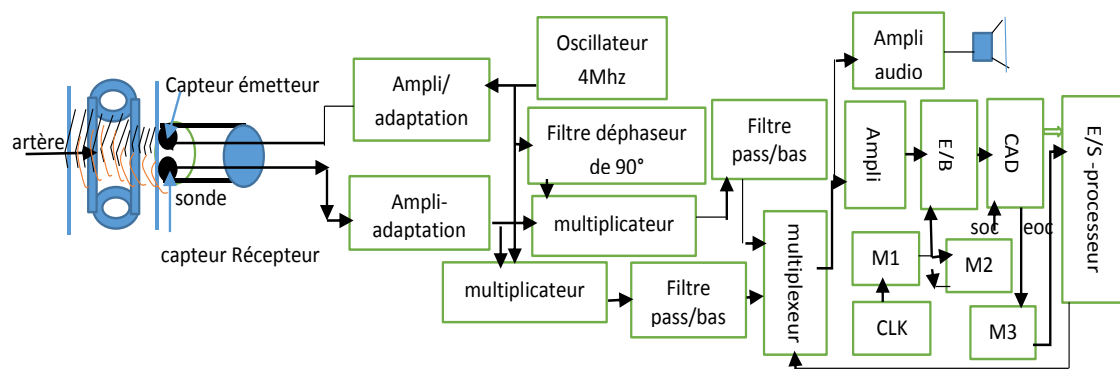 Oscillateur
4Mhz
Ampli
audio
Capteur émetteur
Ampli/
adaptation
artère
Filtre déphaseur
de 90°
Filtre
pass/bas
Ampli
E/B
CAD
E/S -processeur
sonde
Ampli-
adaptation
multiplicateur
multiplexeur
soc
eoc
capteur Récepteur
M1
M2
multiplicateur
Filtre
pass/bas
CLK
M3